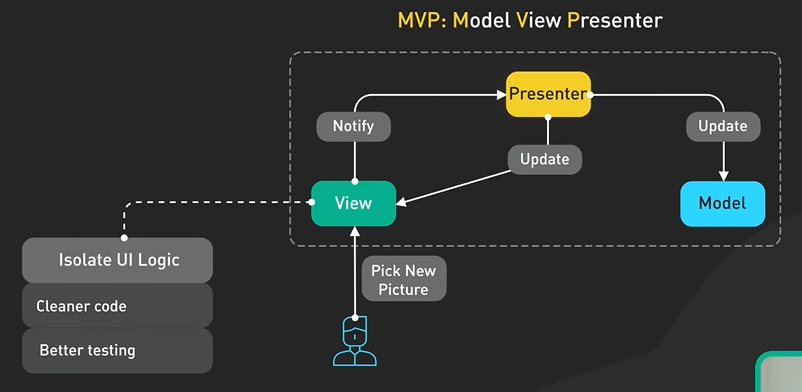 MVP: Model View Presenter
Presenter
Notify
Update
Update
View
Model
Isolate UI Logic
Pick New
Picture
Cleaner code
Better testing